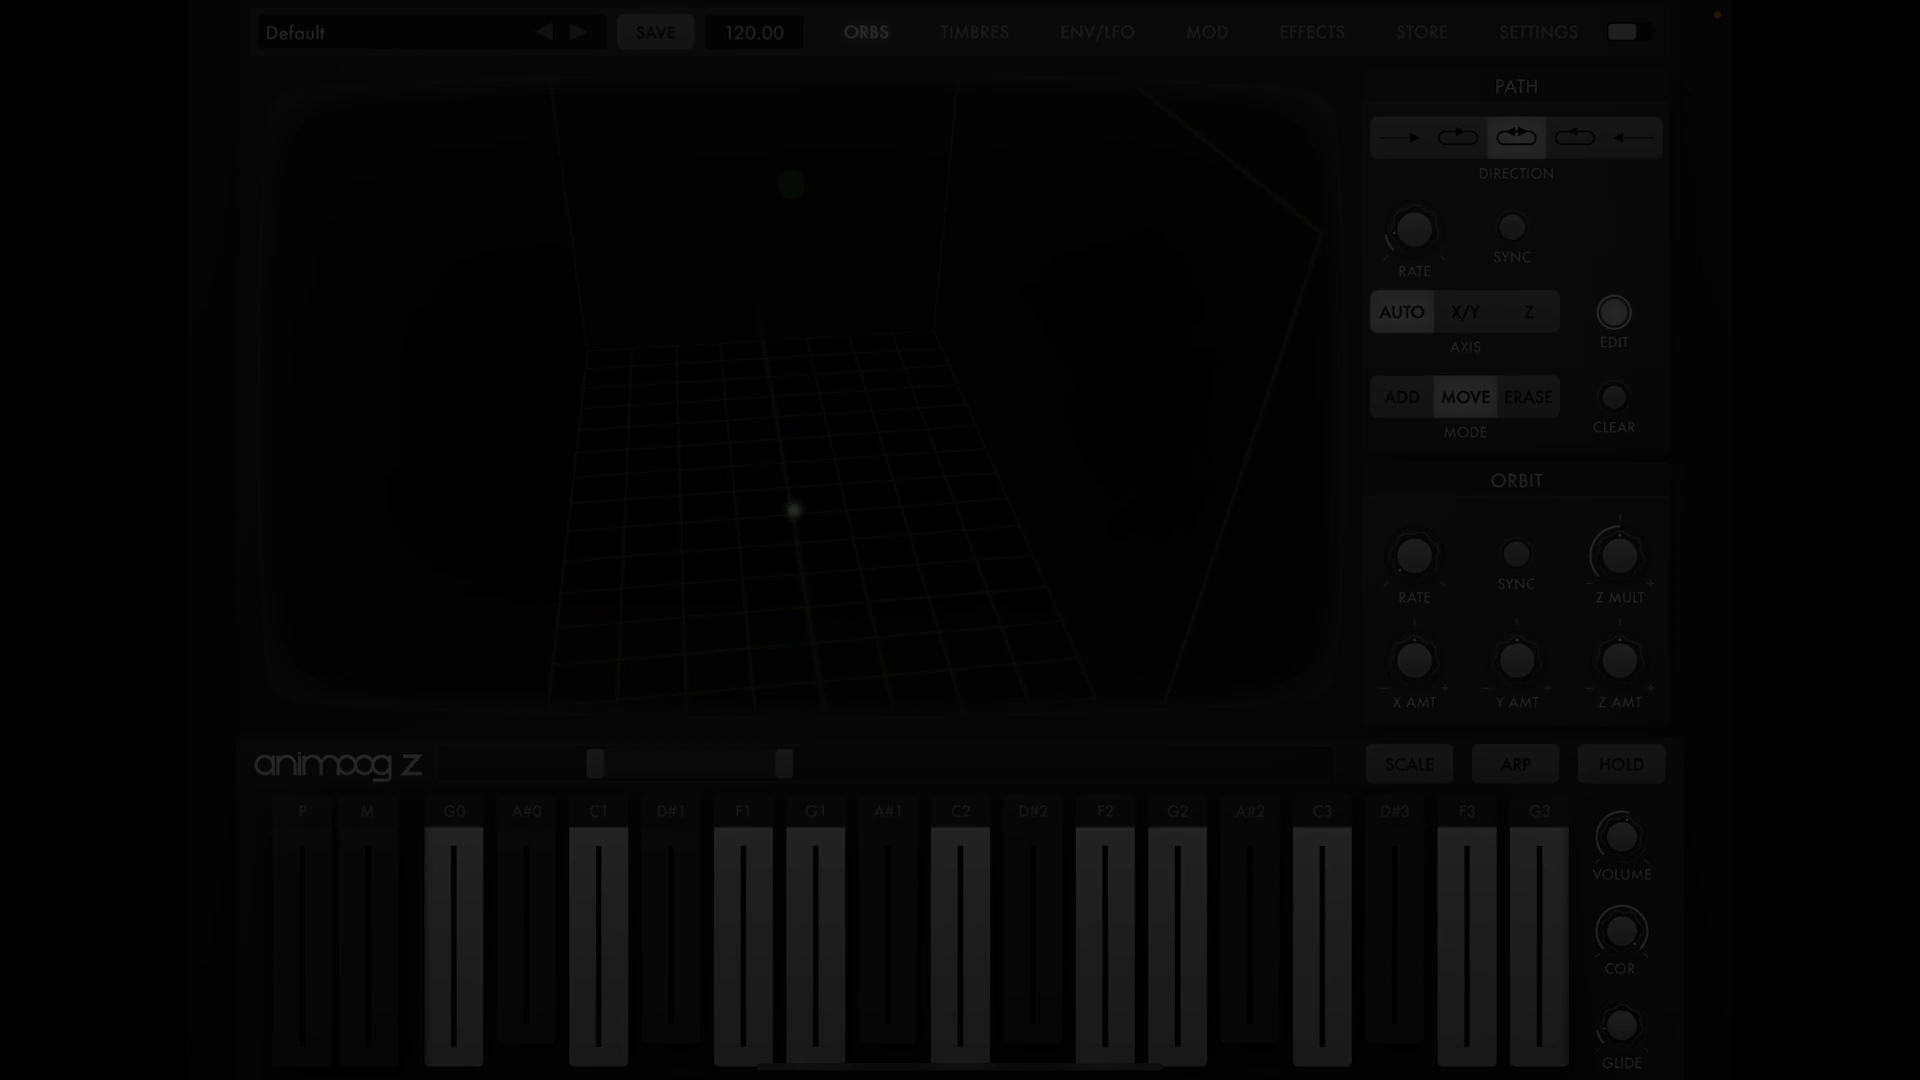 Default
SAVE
120.00
ORBS
TIMBRES
ENV/LFO
MOD
EFFECTS
STORE
SETTINGS
PATH
DIRECTION
RATE
SYNC
AUTO
X/Y
Z
AXIS
EDIT
ADD
MOVE
ERASE
MODE
CLEAR
ORBIT
RATE
SYNC
- Z MULT +
- X AMT +
- Y AMT +
- Z AMT +
animoog z
SCALE
ARP
HOLD
P
M
G0
A#0
C1
D#1
F1
G1
A#1
C2
D#2
F2
G2
A#2
C3
D#3
F3
G3
VOLUME
COR.
GLIDE